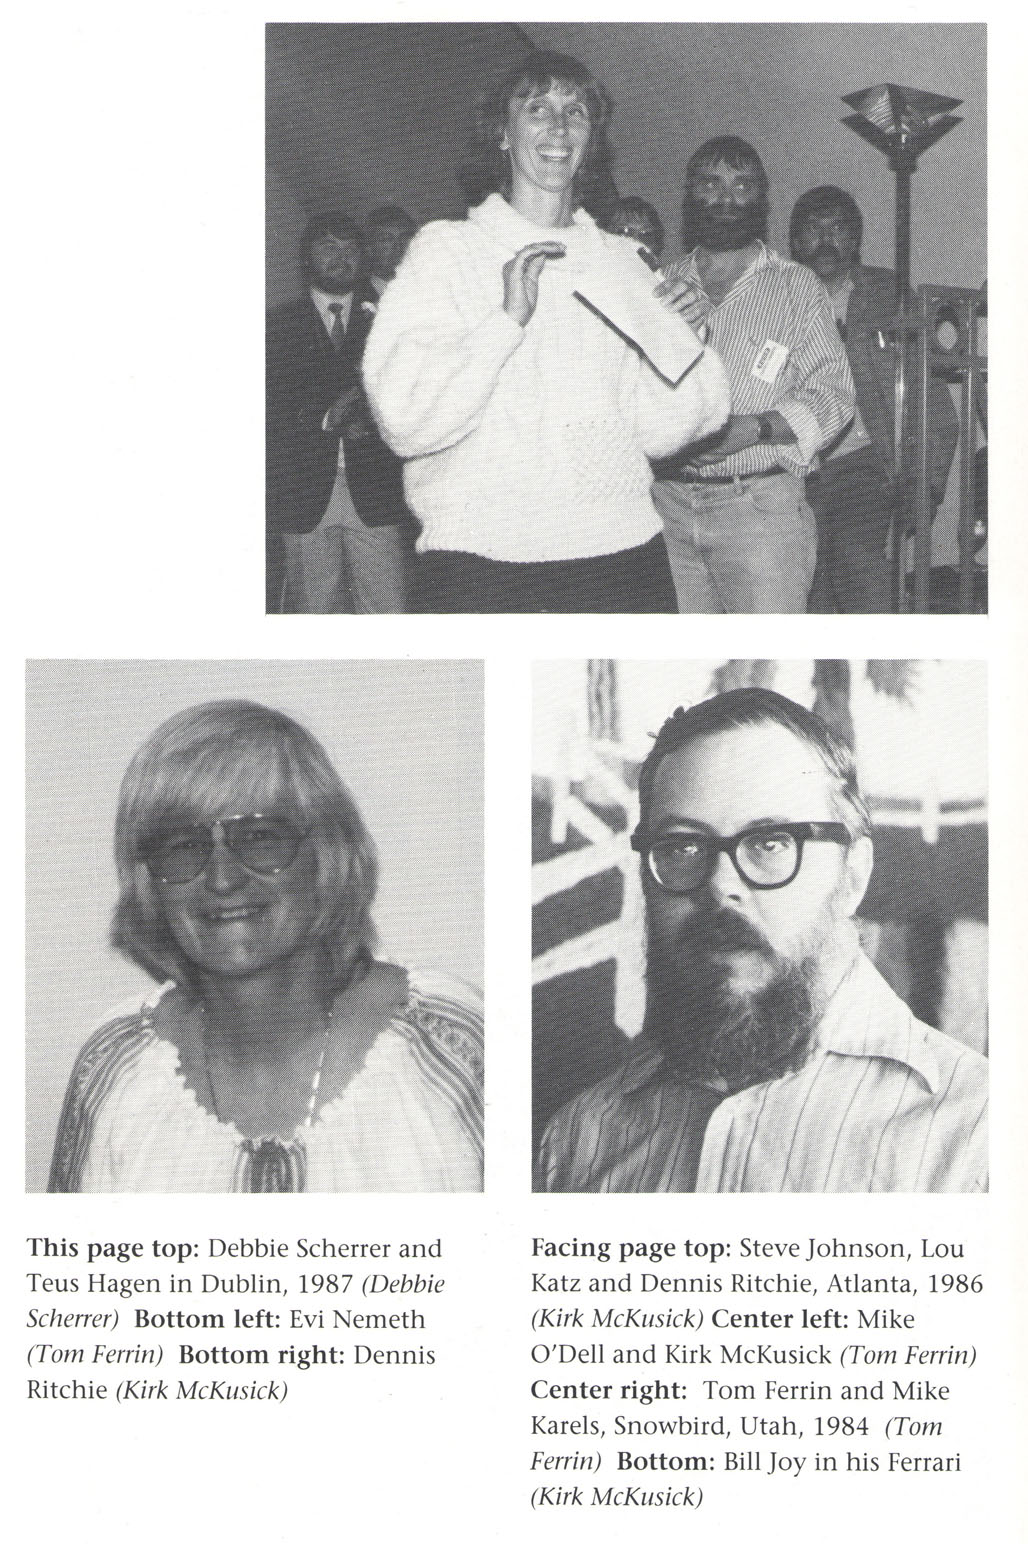 This page top: Debbie Scherrer and
Teus Hagen in Dublin, 1987 (Debbie
Scherrer)  Bottom left: Evi Nemeth
(Tom Ferrin)  Bottom right: Dennis
Ritchie (Kirk McKusick)
Facing page top: Steve Johnson, Lou
Katz and Dennis Ritchie, Atlanta, 1986
(Kirk McKusick) Center left: Mike
O'Dell and Kirk McKusick (Tom Ferrin)
Center right:  Tom Ferrin and Mike
Karels, Snowbird, Utah, 1984  (Tom
Ferrin)  Bottom: Bill Joy in his Ferrari
(Kirk McKusick)